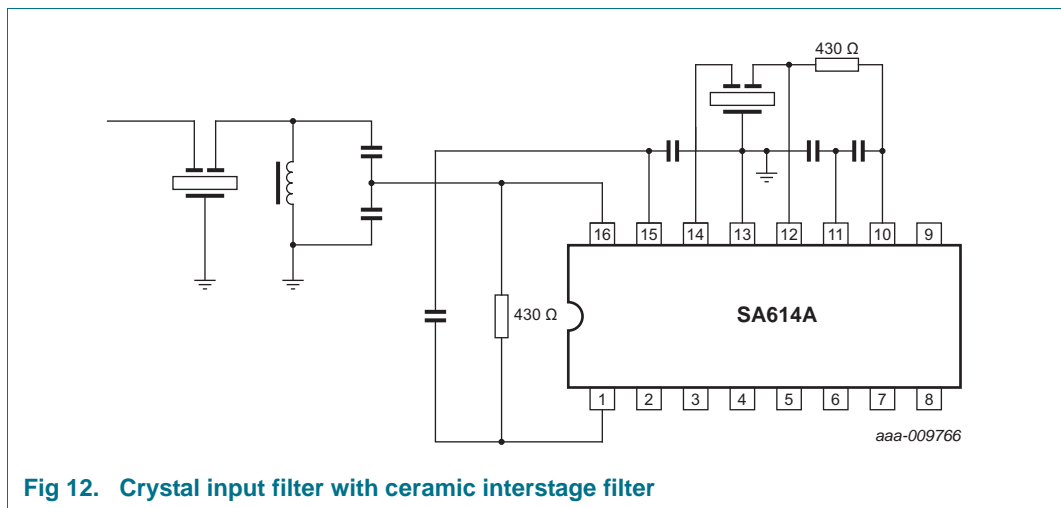 430 Ω
16 15 14 13 12 11 10 9
430 Ω
SA614A
1 2 3 4 5 6 7 8
aaa-009766
Fig 12. Crystal input filter with ceramic interstage filter